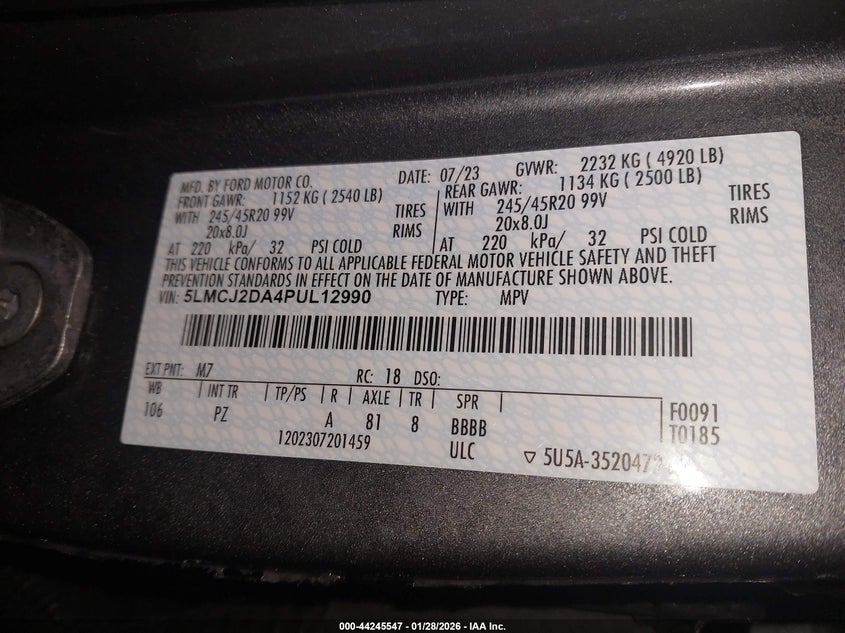 MFD. BY FORD MOTOR CO. DATE: 07/23 GVWR: 2232 KG ( 4920 LB)
FRONT GAWR: 1152 KG ( 2540 LB) REAR GAWR: 1134 KG ( 2500 LB)
WITH 245/45R20 99V TIRES WITH 245/45R20 99V TIRES
20x8.0J RIMS 20x8.0J RIMS
AT 220 kPa/ 32 PSI COLD AT 220 kPa/ 32 PSI COLD
THIS VEHICLE CONFORMS TO ALL APPLICABLE FEDERAL MOTOR VEHICLE SAFETY AND THEFT
PREVENTION STANDARDS IN EFFECT ON THE DATE OF MANUFACTURE SHOWN ABOVE.
VIN: 5LMCJ2DA4PUL12990 TYPE: MPV
EXT PNT: M7 RC: 18 DSO:
WB INT TR TP/PS R AXLE TR SPR
106 PZ A 81 8 BBBB F0091
1202307201459 ULC T0185
▽ 5U5A-3520472
000-44245547 - 01/28/2026 - IAA Inc.